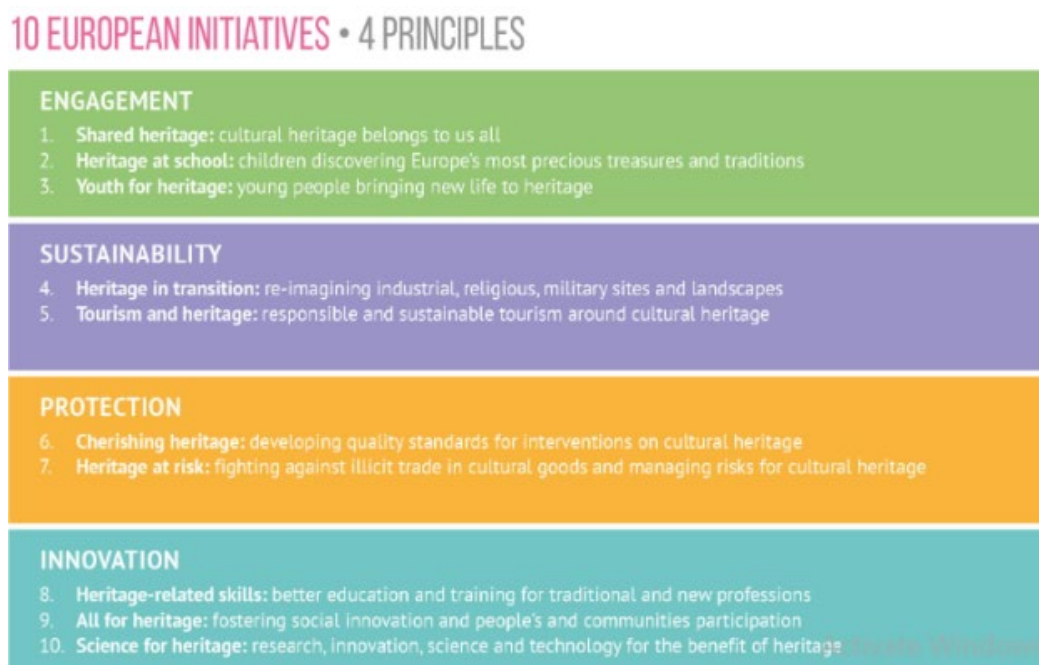 10 EUROPEAN INITIATIVES • 4 PRINCIPLES
ENGAGEMENT
1. Shared heritage: cultural heritage belongs to us all
2. Heritage at school: children discovering Europe's most precious treasures and traditions
3. Youth for heritage: young people bringing new life to heritage
SUSTAINABILITY
4. Heritage in transition: re-imagining industrial, religious, military sites and landscapes
5. Tourism and heritage: responsible and sustainable tourism around cultural heritage
PROTECTION
6. Cherishing heritage: developing quality standards for interventions on cultural heritage
7. Heritage at risk: fighting against illicit trade in cultural goods and managing risks for cultural heritage
INNOVATION
8. Heritage-related skills: better education and training for traditional and new professions
9. All for heritage: fostering social innovation and people's and communities participation
10. Science for heritage: research, innovation, science and technology for the benefit of heritage
Activate Windows